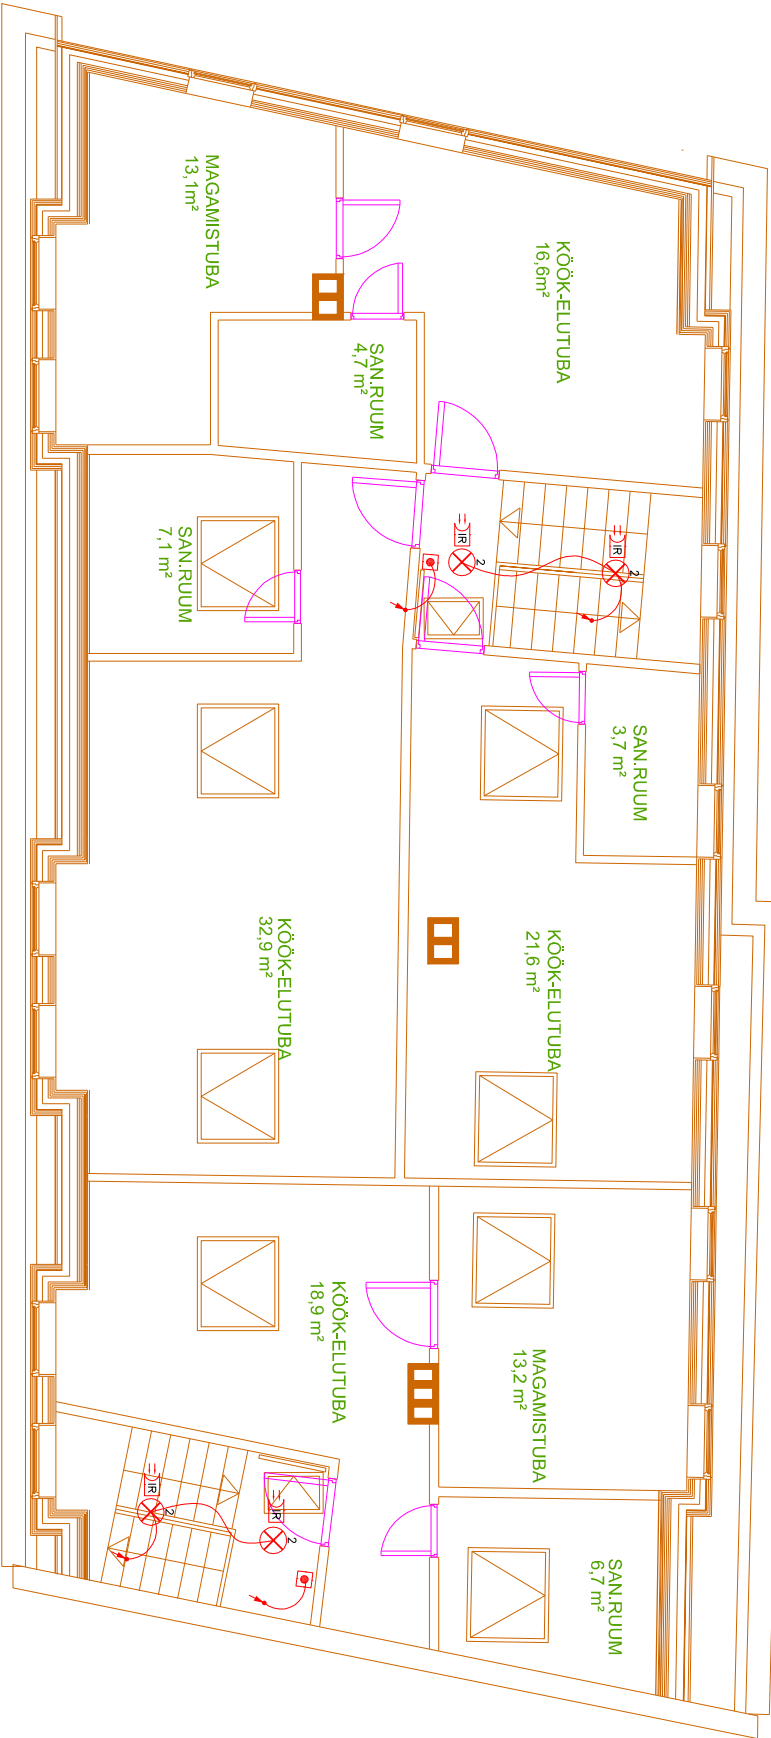 MAGAMISTUBA
13,1m²
KÖÖK-ELUTUBA
16,6m²
SAN.RUUM
4,7 m²
SAN.RUUM
7,1 m²
IR
2
IR
2
SAN.RUUM
3,7 m²
KÖÖK-ELUTUBA
32,9 m²
KÖÖK-ELUTUBA
21,6 m²
KÖÖK-ELUTUBA
18,9 m²
MAGAMISTUBA
13,2 m²
IR
2
IR
2
SAN.RUUM
6,7 m²